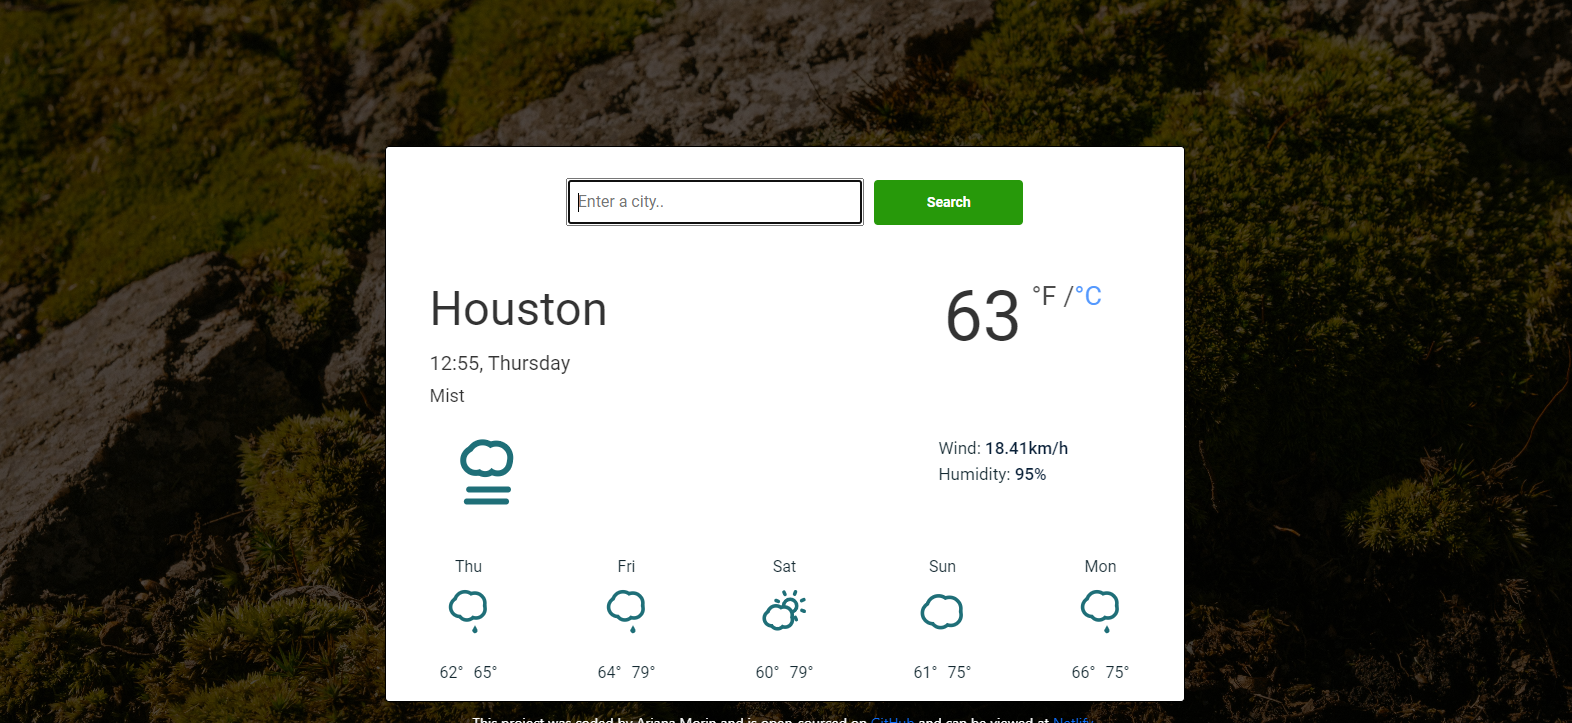 Enter a city..
Search
Houston
63 °F /°C
12:55, Thursday
Mist
Wind: 18.41km/h
Humidity: 95%
Thu Fri Sat Sun Mon
62° 65° 64° 79° 60° 79° 61° 75° 66° 75°
This project was coded by Ariana Morin and is open-sourced on GitHub and can be viewed at Netlify